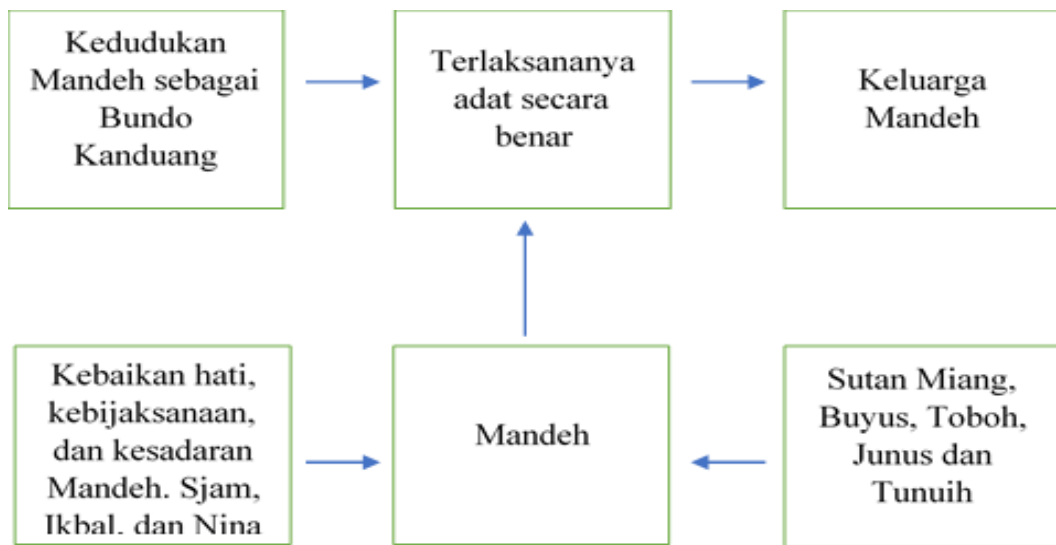 Kedudukan
Mandeh sebagai
Bundo
Kanduang
Terlaksananya
adat secara
benar
Keluarga
Mandeh
Kebaikan hati,
kebijaksanaan,
dan kesadaran
Mandeh. Sjam,
Ikbal. dan Nina
Mandeh
Sutan Miang,
Buyus, Toboh,
Junus dan
Tunuih